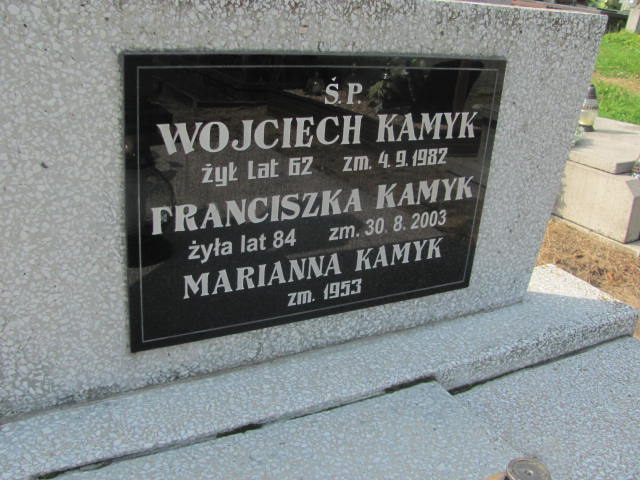 Ś.P.
WOJCIECH KAMYK
żył Lat 62 zm. 4.9.1982
FRANCISZKA KAMYK
żyła lat 84 zm. 30.8.2003
MARIANNA KAMYK
zm. 1953